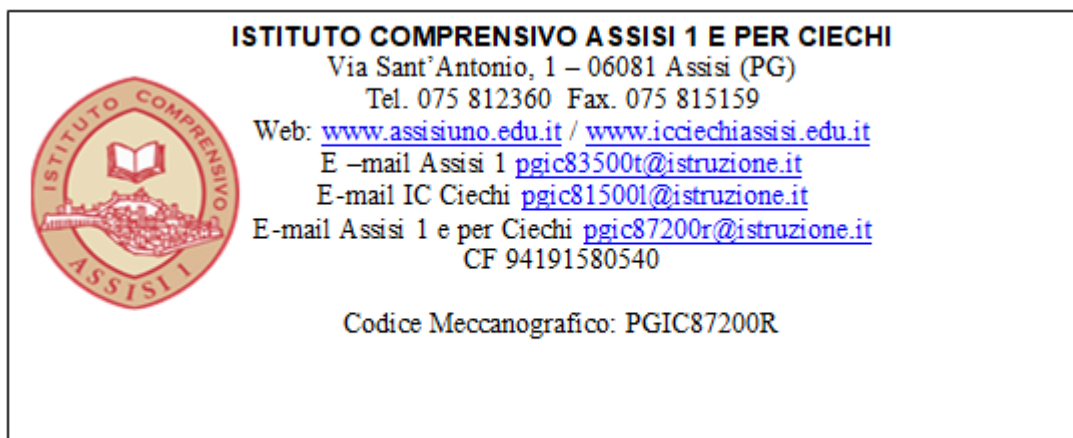 ISTITUTO COMPRENSIVO ASSISI 1 E PER CIECHI
Via Sant'Antonio, 1 – 06081 Assisi (PG)
Tel. 075 812360 Fax. 075 815159
Web: www.assisiuno.edu.it / www.icciechiassisi.edu.it
E –mail Assisi 1 pgic83500t@istruzione.it
E-mail IC Ciechi pgic81500l@istruzione.it
E-mail Assisi 1 e per Ciechi pgic87200r@istruzione.it
CF 94191580540
Codice Meccanografico: PGIC87200R
ISTITUTO COMPRENSIVO
ASSISI 1